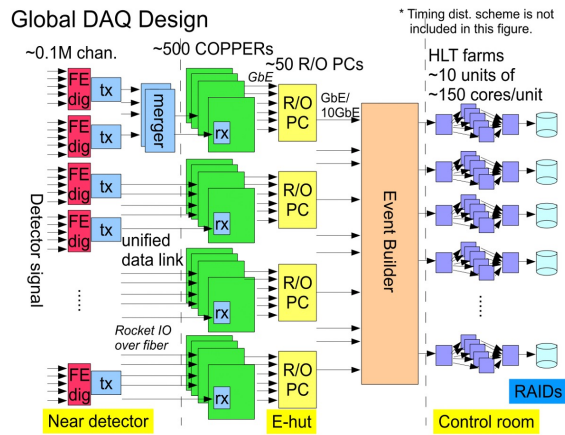 Global DAQ Design
* Timing dist. scheme is not
included in this figure.
~0.1M chan.
~500 COPPERs
~50 R/O PCs
HLT farms
~10 units of
~150 cores/unit
GbE
GbE/
10GbE
FE
dig
tx
merger
rx
R/O
PC
FE
dig
tx
FE
dig
tx
rx
R/O
PC
FE
dig
tx
Detector signal
unified
data link
rx
R/O
PC
Event Builder
.....
.....
Rocket IO
over fiber
FE
dig
tx
rx
R/O
PC
RAIDs
Near detector
E-hut
Control room